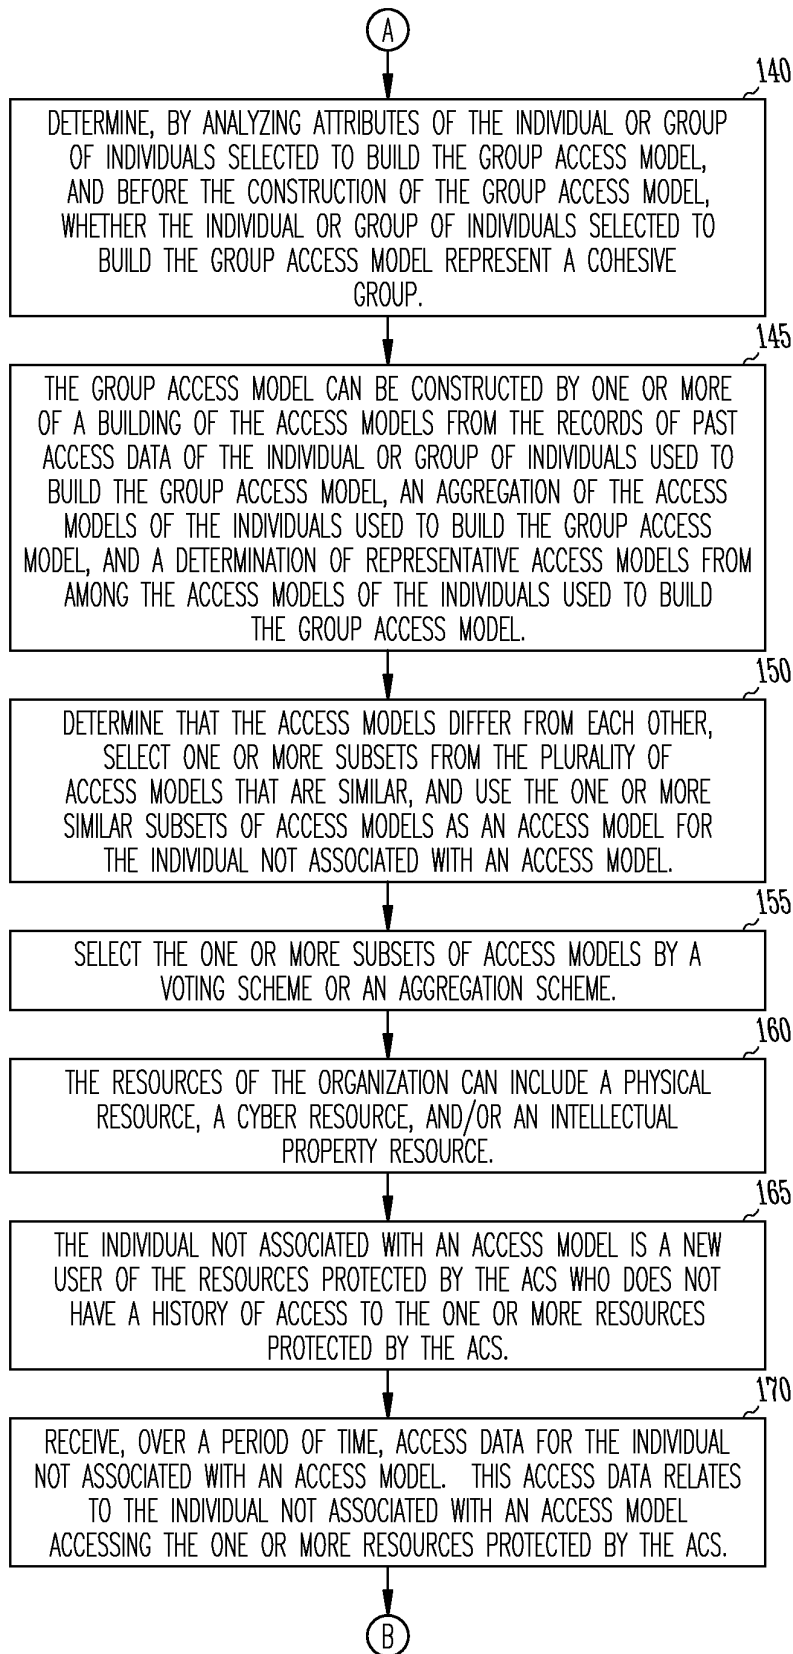 A
140
DETERMINE, BY ANALYZING ATTRIBUTES OF THE INDIVIDUAL OR GROUP
OF INDIVIDUALS SELECTED TO BUILD THE GROUP ACCESS MODEL,
AND BEFORE THE CONSTRUCTION OF THE GROUP ACCESS MODEL,
WHETHER THE INDIVIDUAL OR GROUP OF INDIVIDUALS SELECTED TO
BUILD THE GROUP ACCESS MODEL REPRESENT A COHESIVE
GROUP.
145
THE GROUP ACCESS MODEL CAN BE CONSTRUCTED BY ONE OR MORE
OF A BUILDING OF THE ACCESS MODELS FROM THE RECORDS OF PAST
ACCESS DATA OF THE INDIVIDUAL OR GROUP OF INDIVIDUALS USED TO
BUILD THE GROUP ACCESS MODEL, AN AGGREGATION OF THE ACCESS
MODELS OF THE INDIVIDUALS USED TO BUILD THE GROUP ACCESS
MODEL, AND A DETERMINATION OF REPRESENTATIVE ACCESS MODELS FROM
AMONG THE ACCESS MODELS OF THE INDIVIDUALS USED TO BUILD
THE GROUP ACCESS MODEL.
150
DETERMINE THAT THE ACCESS MODELS DIFFER FROM EACH OTHER,
SELECT ONE OR MORE SUBSETS FROM THE PLURALITY OF
ACCESS MODELS THAT ARE SIMILAR, AND USE THE ONE OR MORE
SIMILAR SUBSETS OF ACCESS MODELS AS AN ACCESS MODEL FOR
THE INDIVIDUAL NOT ASSOCIATED WITH AN ACCESS MODEL.
155
SELECT THE ONE OR MORE SUBSETS OF ACCESS MODELS BY A
VOTING SCHEME OR AN AGGREGATION SCHEME.
160
THE RESOURCES OF THE ORGANIZATION CAN INCLUDE A PHYSICAL
RESOURCE, A CYBER RESOURCE, AND/OR AN INTELLECTUAL
PROPERTY RESOURCE.
165
THE INDIVIDUAL NOT ASSOCIATED WITH AN ACCESS MODEL IS A NEW
USER OF THE RESOURCES PROTECTED BY THE ACS WHO DOES NOT
HAVE A HISTORY OF ACCESS TO THE ONE OR MORE RESOURCES
PROTECTED BY THE ACS.
170
RECEIVE, OVER A PERIOD OF TIME, ACCESS DATA FOR THE INDIVIDUAL
NOT ASSOCIATED WITH AN ACCESS MODEL. THIS ACCESS DATA RELATES
TO THE INDIVIDUAL NOT ASSOCIATED WITH AN ACCESS MODEL
ACCESSING THE ONE OR MORE RESOURCES PROTECTED BY THE ACS.
B